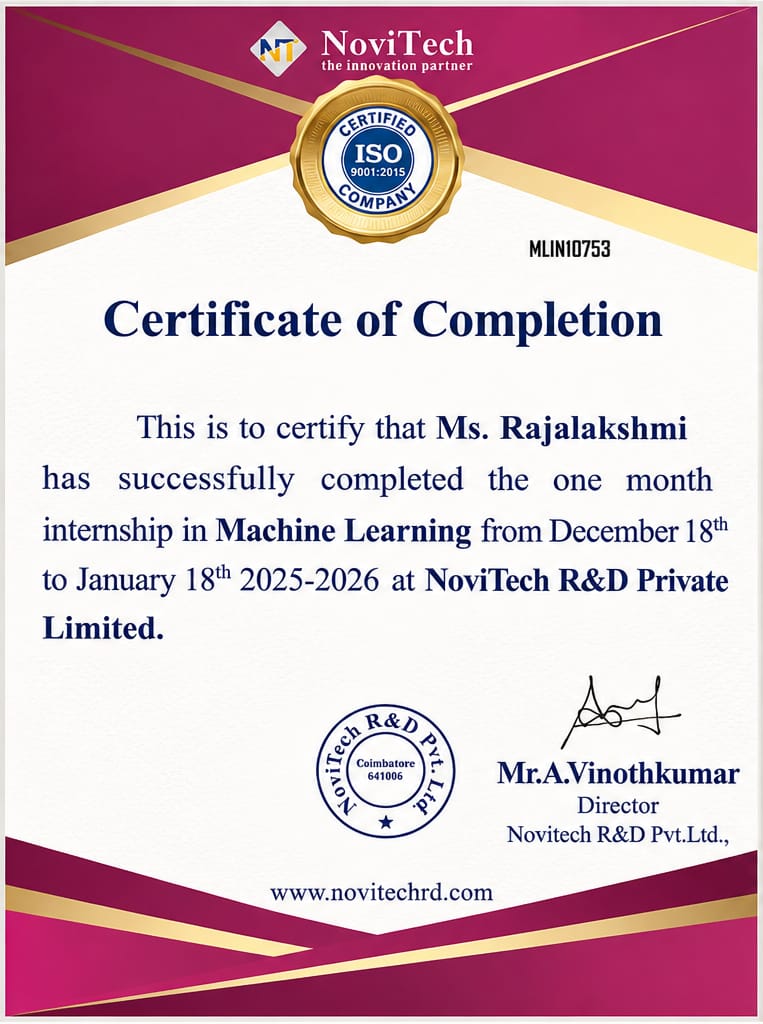 NT NoviTech
the innovation partner
CERTIFIED
ISO
9001:2015
COMPANY
MLIN10753
Certificate of Completion
This is to certify that Ms. Rajalakshmi
has successfully completed the one month
internship in Machine Learning from December 18th
to January 18th 2025-2026 at NoviTech R&D Private
Limited.
NoviTech R&D Pvt. Ltd.
Coimbatore
641006
Mr.A.Vinothkumar
Director
Novitech R&D Pvt.Ltd.,
www.novitechrd.com